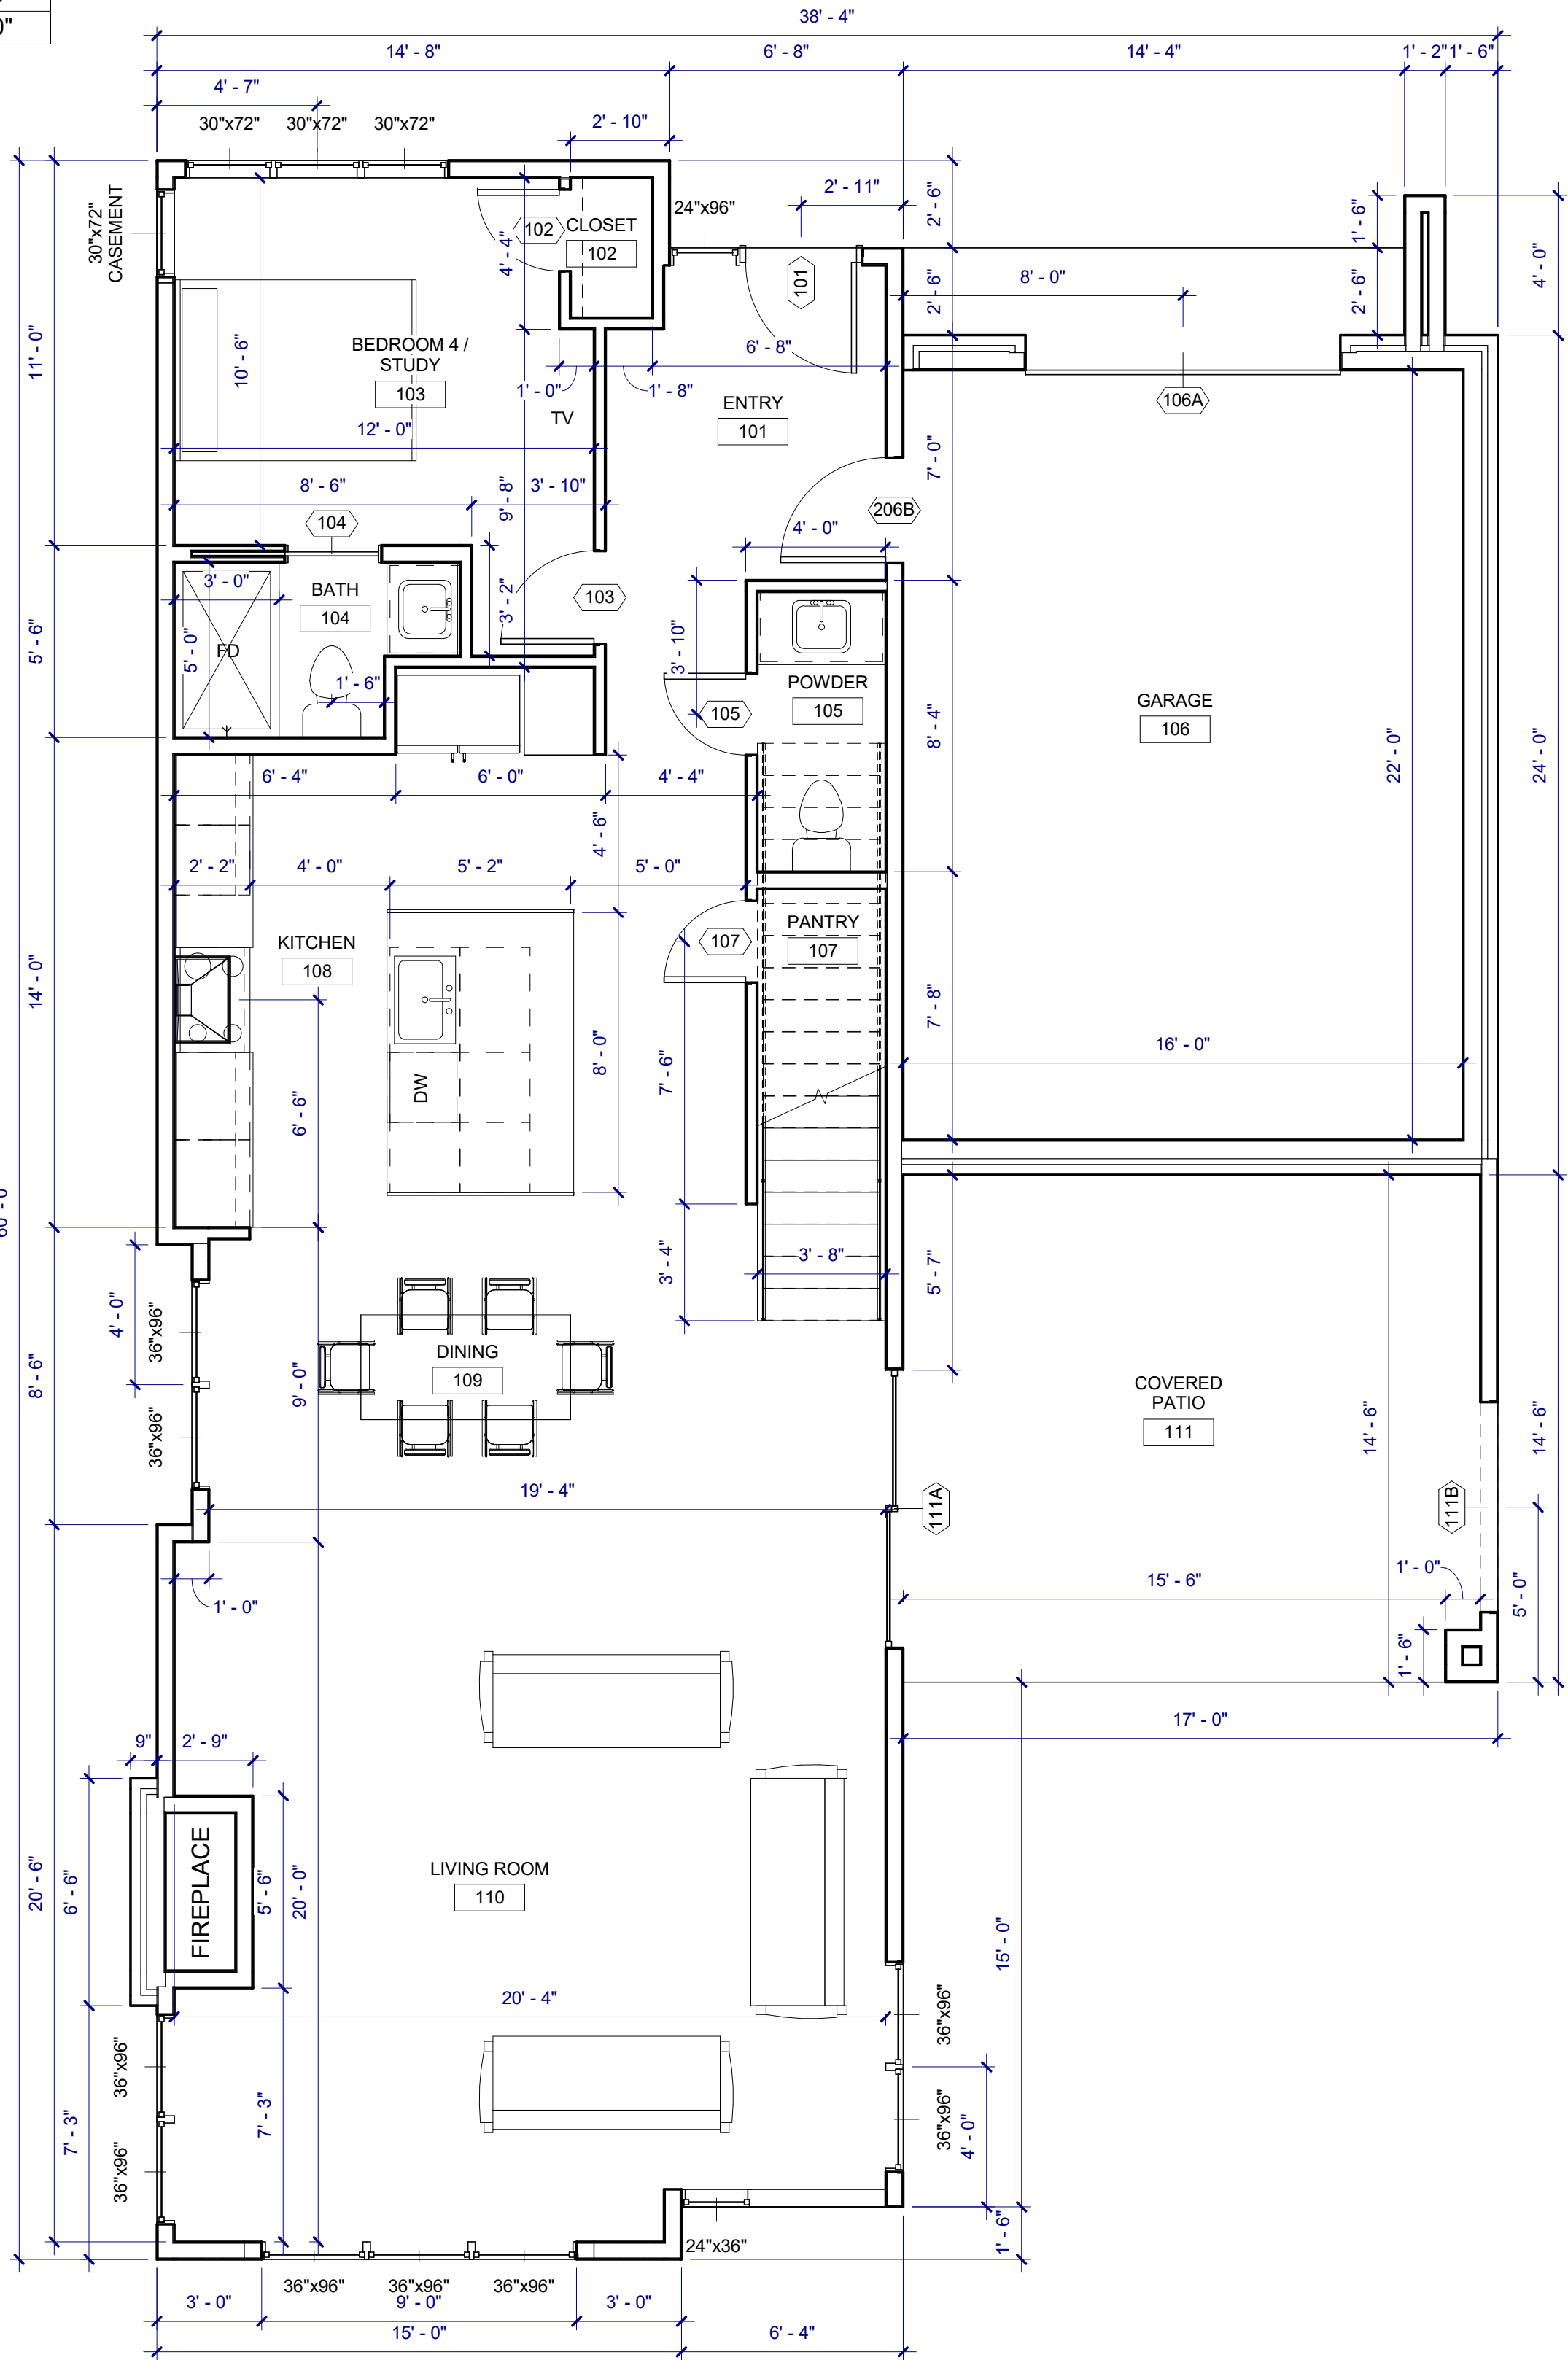 0"
38' - 4"
14' - 8"
6' - 8"
14' - 4"
1' - 2"
1' - 6"
4' - 7"
30"x72"
30"x72"
30"x72"
2' - 10"
30"x72"
CASEMENT
102
CLOSET
102
4' - 4"
24"x96"
2' - 11"
101
2' - 6"
2' - 6"
8' - 0"
1' - 6"
2' - 6"
4' - 0"
11' - 0"
10' - 6"
BEDROOM 4 /
STUDY
103
6' - 8"
1' - 0"
1' - 8"
TV
ENTRY
101
106A
12' - 0"
8' - 6"
3' - 10"
9' - 8"
7' - 0"
206B
4' - 0"
104
3' - 0"
BATH
104
3' - 2"
103
5' - 6"
5' - 0"
FD
1' - 6"
3' - 10"
POWDER
105
105
8' - 4"
GARAGE
106
22' - 0"
24' - 0"
6' - 4"
6' - 0"
4' - 4"
4' - 6"
2' - 2"
4' - 0"
5' - 2"
5' - 0"
KITCHEN
108
107
PANTRY
107
14' - 0"
7' - 8"
16' - 0"
DW
8' - 0"
7' - 6"
6' - 6"
60' - 0"
3' - 4"
3' - 8"
5' - 7"
4' - 0"
36"x96"
36"x96"
8' - 6"
9' - 0"
DINING
109
COVERED
PATIO
111
14' - 6"
14' - 6"
19' - 4"
111A
111B
1' - 0"
15' - 6"
1' - 0"
5' - 0"
1' - 6"
17' - 0"
9"
2' - 9"
20' - 6"
6' - 6"
FIREPLACE
5' - 6"
20' - 0"
LIVING ROOM
110
15' - 0"
20' - 4"
36"x96"
36"x96"
36"x96"
36"x96"
7' - 3"
7' - 3"
4' - 0"
1' - 6"
24"x36"
36"x96"
36"x96"
36"x96"
3' - 0"
9' - 0"
3' - 0"
15' - 0"
6' - 4"